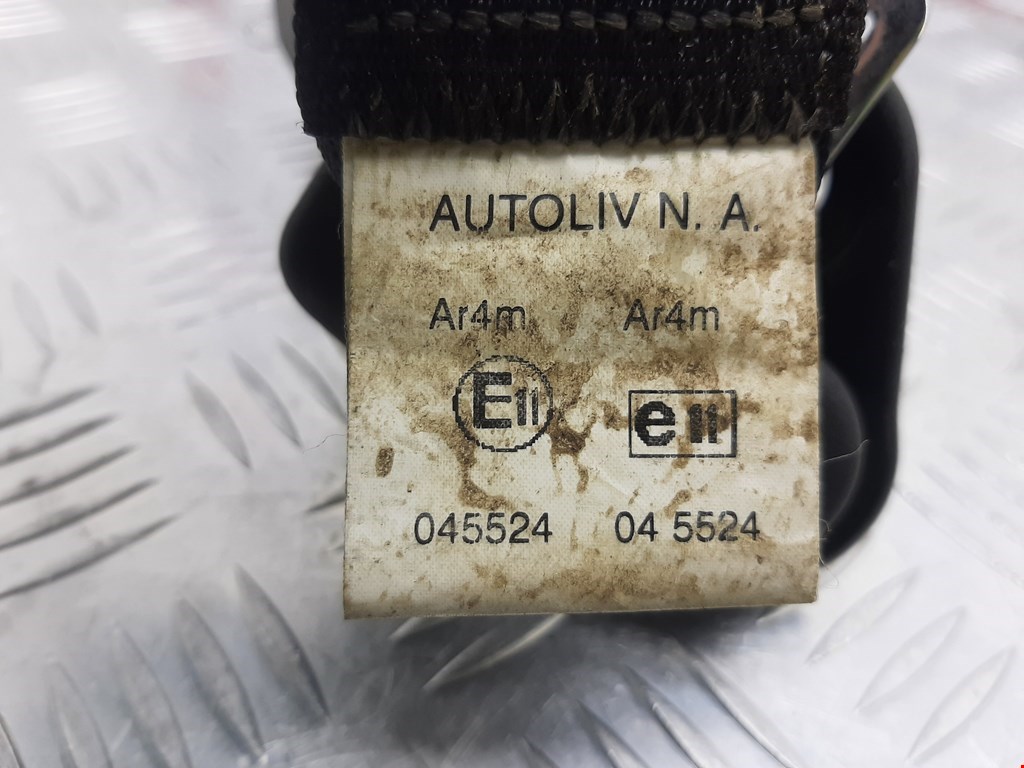 AUTOLIV N. A.
Ar4m Ar4m
E11 e11
045524 04 5524